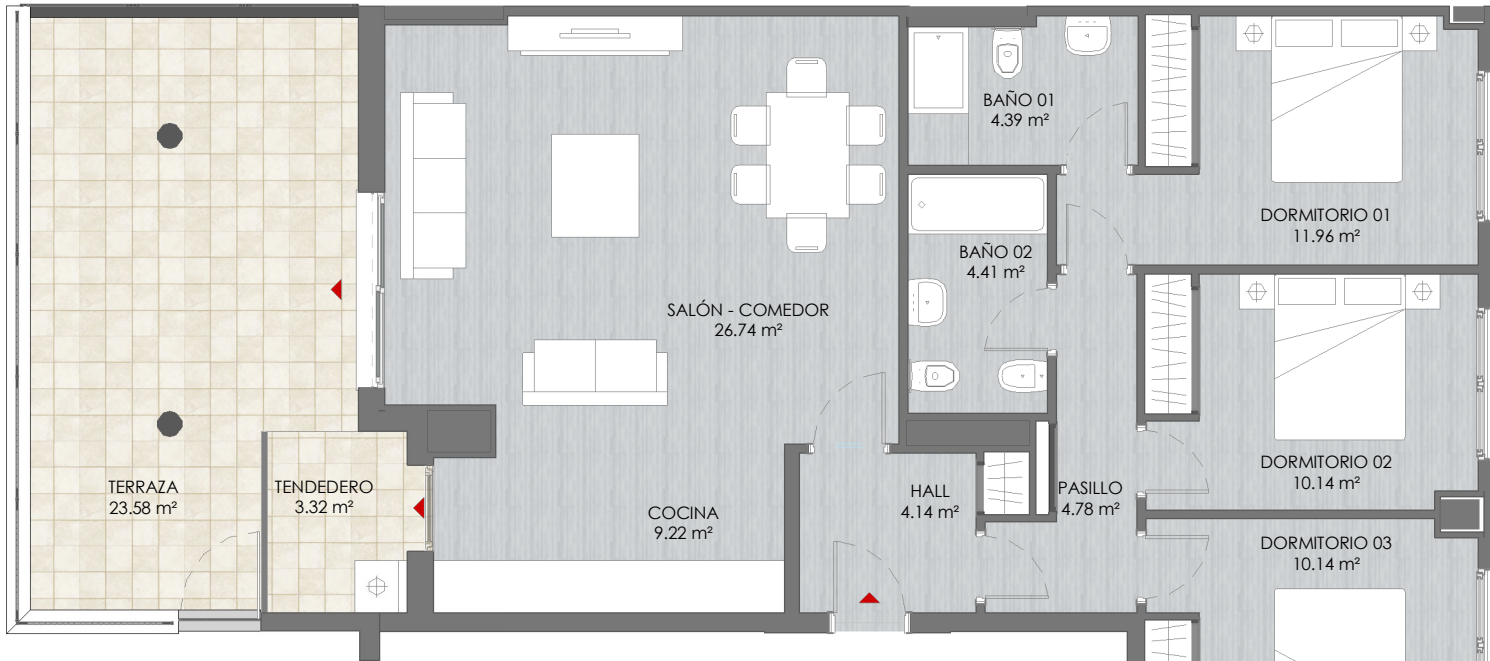 BAÑO 01
4.39 m²
DORMITORIO 01
11.96 m²
BAÑO 02
4.41 m²
SALÓN - COMEDOR
26.74 m²
DORMITORIO 02
10.14 m²
TERRAZA
23.58 m²
TENDEDERO
3.32 m²
COCINA
9.22 m²
HALL
4.14 m²
PASILLO
4.78 m²
DORMITORIO 03
10.14 m²